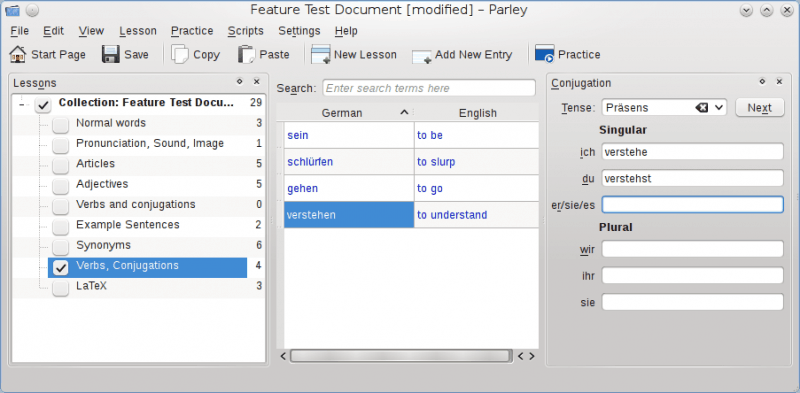 Feature Test Document [modified] – Parley
File Edit View Lesson Practice Scripts Settings Help
Start Page Save Copy Paste New Lesson Add New Entry Practice
Lessons
Collection: Feature Test Docu... 29
Normal words 3
Pronunciation, Sound, Image 1
Articles 5
Adjectives 5
Verbs and conjugations 0
Example Sentences 2
Synonyms 6
Verbs, Conjugations 4
LaTeX 3
Search: Enter search terms here
German English
sein to be
schlürfen to slurp
gehen to go
verstehen to understand
Conjugation
Tense: Präsens Next
Singular
ich verstehe
du verstehst
er/sie/es
Plural
wir
ihr
sie